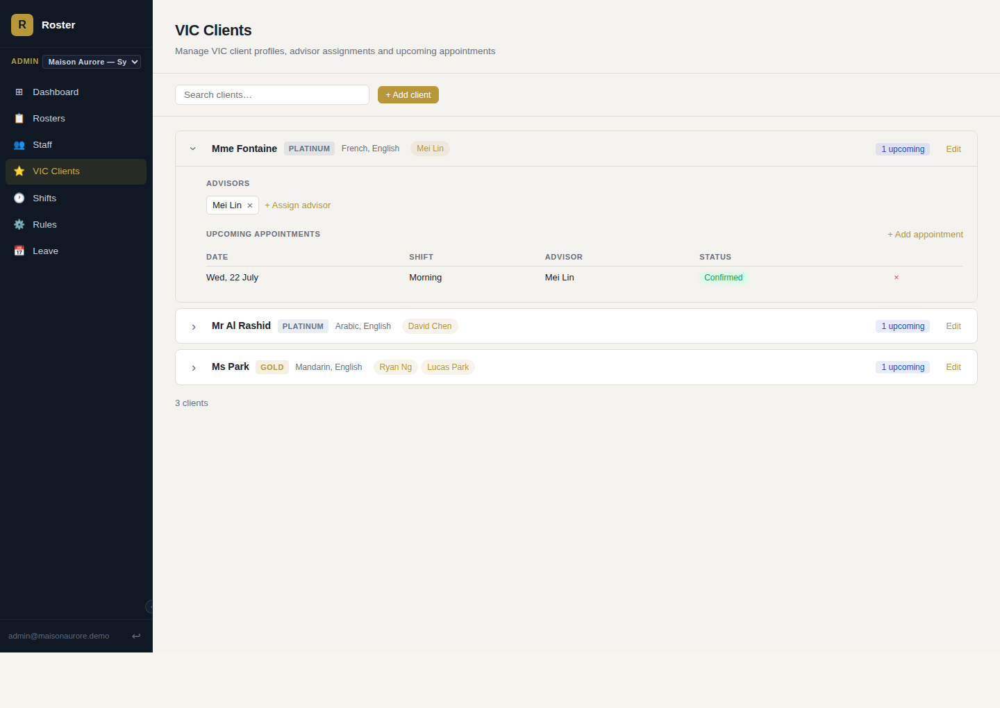 R Roster
ADMIN Maison Aurore — Sy
Dashboard
Rosters
Staff
VIC Clients
Shifts
Rules
Leave
admin@maisonaurore.demo
VIC Clients
Manage VIC client profiles, advisor assignments and upcoming appointments
Search clients… + Add client
Mme Fontaine PLATINUM French, English Mei Lin 1 upcoming Edit
ADVISORS
Mei Lin × + Assign advisor
UPCOMING APPOINTMENTS + Add appointment
DATE SHIFT ADVISOR STATUS
Wed, 22 July Morning Mei Lin Confirmed ×
Mr Al Rashid PLATINUM Arabic, English David Chen 1 upcoming Edit
Ms Park GOLD Mandarin, English Ryan Ng Lucas Park 1 upcoming Edit
3 clients